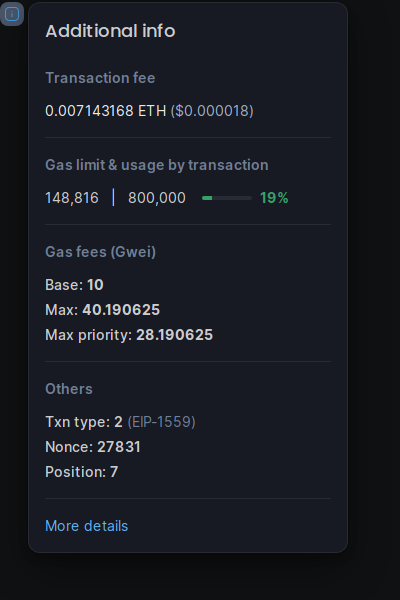 Additional info
Transaction fee
0.007143168 ETH ($0.000018)
Gas limit & usage by transaction
148,816 | 800,000 19%
Gas fees (Gwei)
Base: 10
Max: 40.190625
Max priority: 28.190625
Others
Txn type: 2 (EIP-1559)
Nonce: 27831
Position: 7
More details